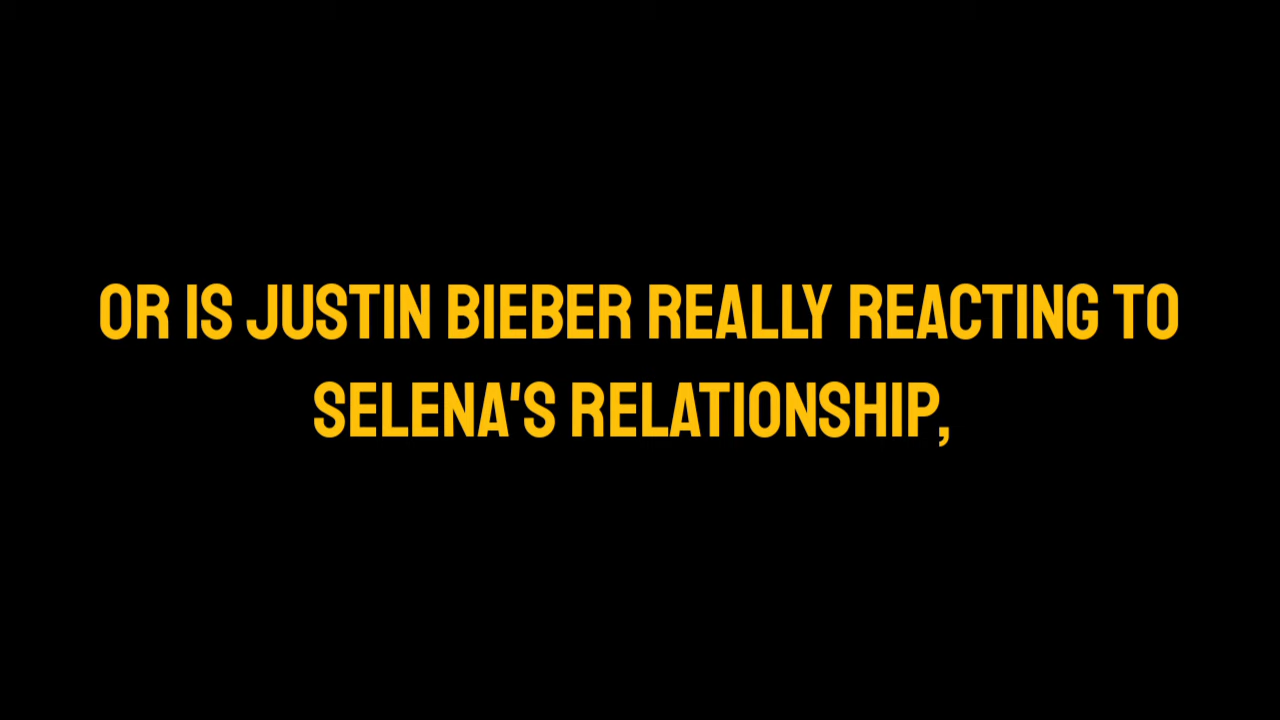 OR IS JUSTIN BIEBER REALLY REACTING TO
SELENA'S RELATIONSHIP,